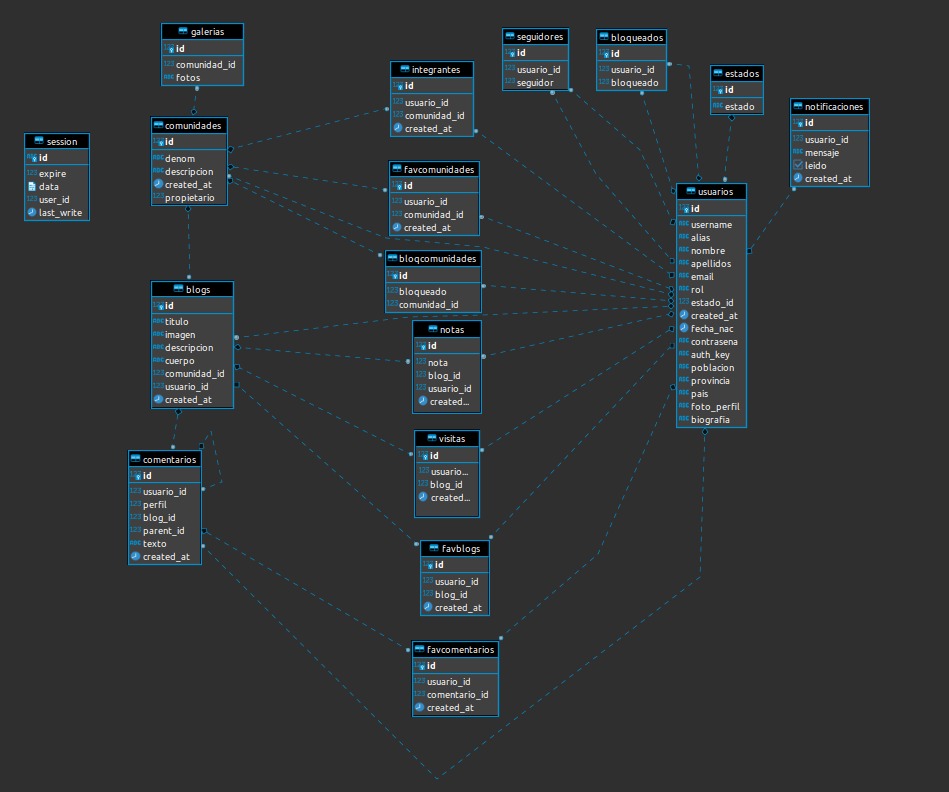 galerias
id
comunidad_id
fotos
seguidores
id
usuario_id
seguidor
bloqueados
id
usuario_id
bloqueado
integrantes
id
usuario_id
comunidad_id
created_at
estados
id
estado
notificaciones
id
usuario_id
mensaje
leido
created_at
comunidades
id
denom
descripcion
created_at
propietario
session
id
expire
data
user_id
last_write
favcomunidades
id
usuario_id
comunidad_id
created_at
usuarios
id
username
alias
nombre
apellidos
email
rol
estado_id
created_at
fecha_nac
contrasena
auth_key
poblacion
provincia
pais
foto_perfil
biografia
bloqcomunidades
id
bloqueado
comunidad_id
blogs
id
titulo
imagen
descripcion
cuerpo
comunidad_id
usuario_id
created_at
notas
id
nota
blog_id
usuario_id
created...
visitas
id
usuario...
blog_id
created...
comentarios
id
usuario_id
perfil
blog_id
parent_id
texto
created_at
favblogs
id
usuario_id
blog_id
created_at
favcomentarios
id
usuario_id
comentario_id
created_at